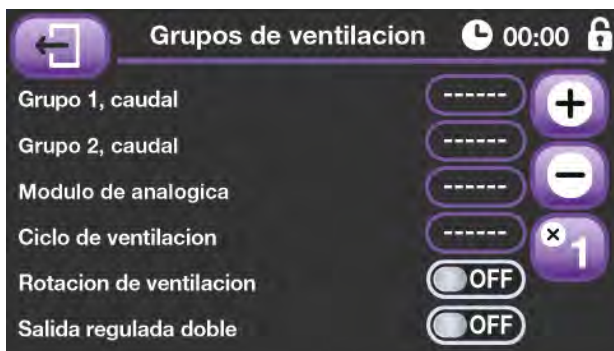 Grupos de ventilacion 00:00
Grupo 1, caudal ------
Grupo 2, caudal ------
Modulo de analogica ------
Ciclo de ventilacion ------
Rotacion de ventilacion OFF
Salida regulada doble OFF
+
−
×1